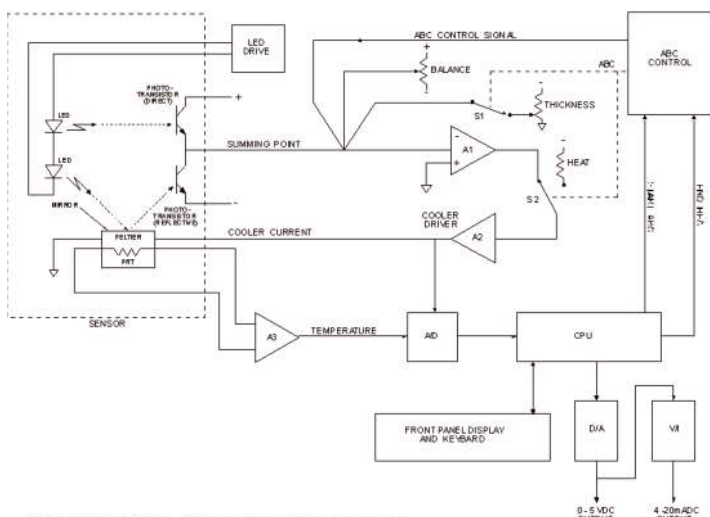 LED
DRIVE
ABC CONTROL SIGNAL
ABC
CONTROL
PHOTO-
TRANSISTOR
(DIRECT)
+
+
BALANCE
-
ABC
-
THICKNESS
S1
LED
SUMMING POINT
-
A1
+
-
HEAT
LED
S2
MIRROR
PHOTO-
TRANSISTOR
(REFLECTIVE)
-
COOLER
DRIVER
PELTIER
COOLER CURRENT
A2
PRT
SENSOR
A3
TEMPERATURE
A/D
CPU
FRONT PANEL DISPLAY
AND KEYBARD
D/A
V/I
0 - 5 VDC
4 -20mADC